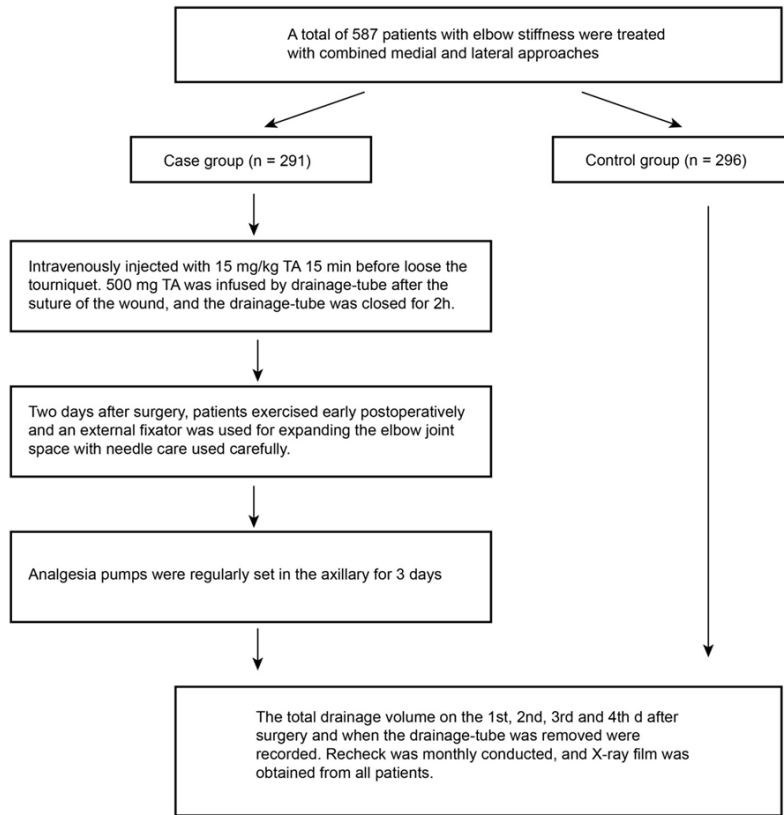 A total of 587 patients with elbow stiffness were treated
with combined medial and lateral approaches
Case group (n = 291)
Control group (n = 296)
Intravenously injected with 15 mg/kg TA 15 min before loose the
tourniquet. 500 mg TA was infused by drainage-tube after the
suture of the wound, and the drainage-tube was closed for 2h.
Two days after surgery, patients exercised early postoperatively
and an external fixator was used for expanding the elbow joint
space with needle care used carefully.
Analgesia pumps were regularly set in the axillary for 3 days
The total drainage volume on the 1st, 2nd, 3rd and 4th d after
surgery and when the drainage-tube was removed were
recorded. Recheck was monthly conducted, and X-ray film was
obtained from all patients.